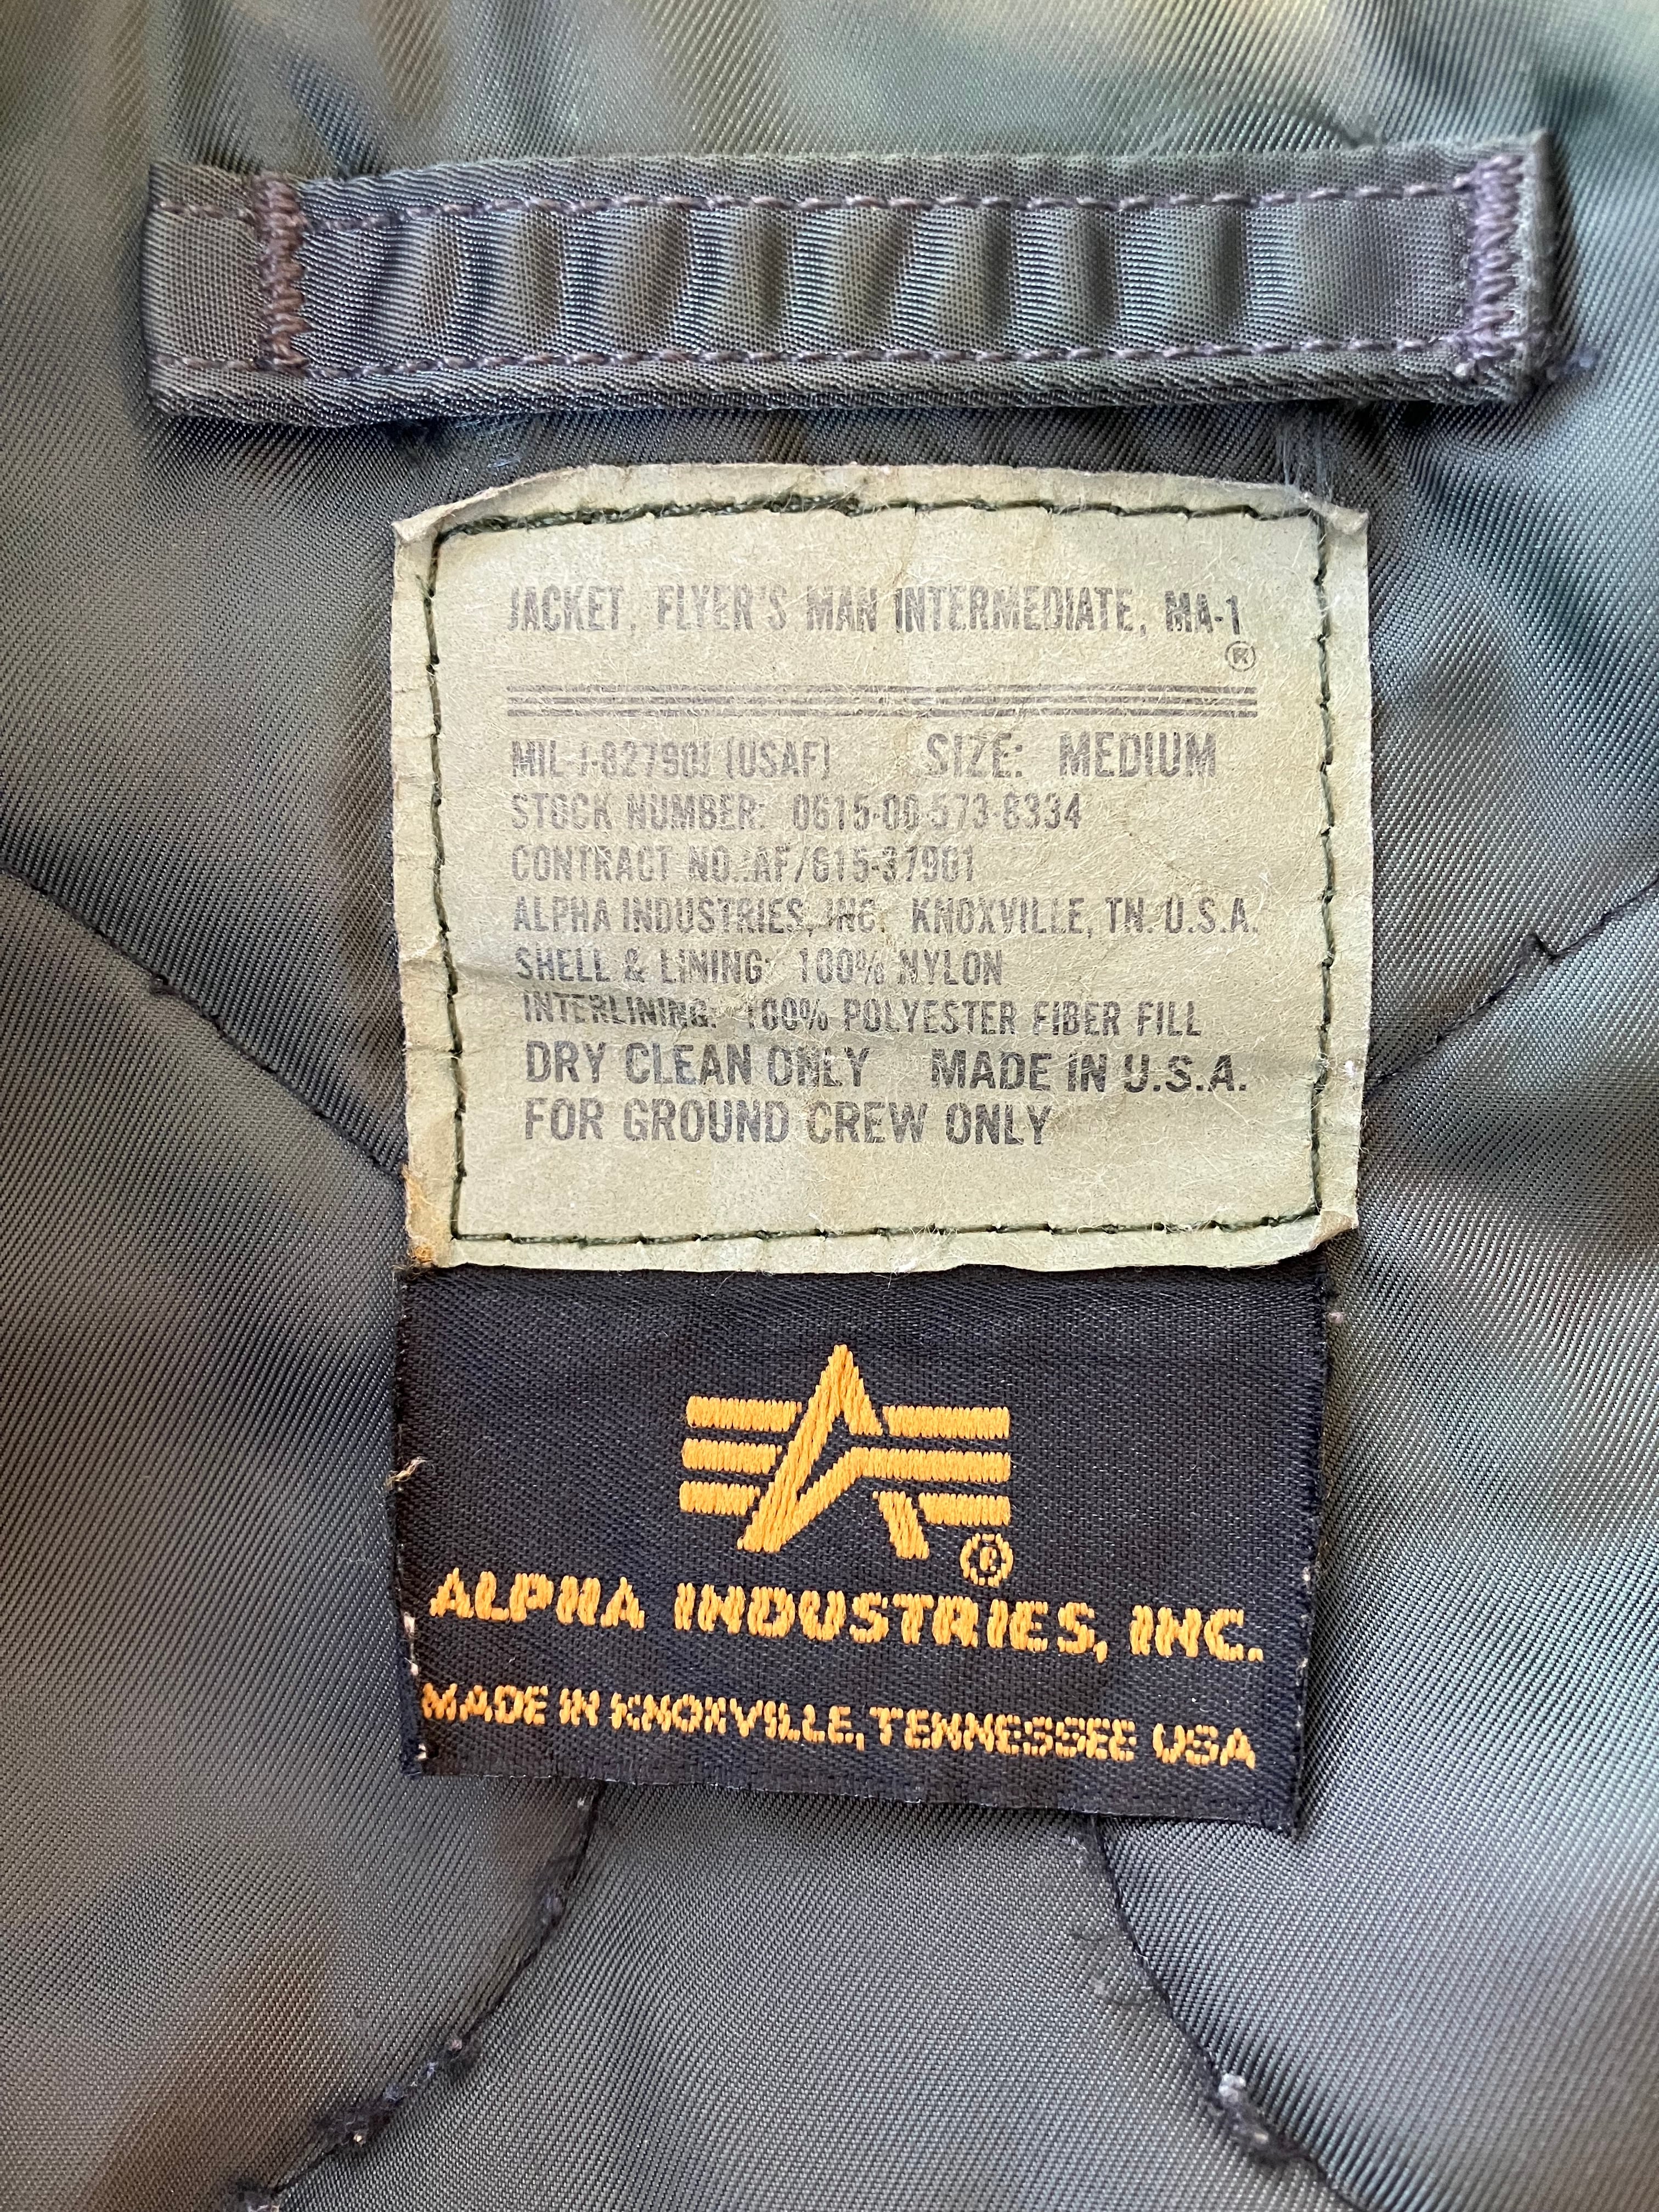 JACKET, FLYER'S MAN INTERMEDIATE, MA-1
®
MIL-J-8279DJ (USAF) SIZE: MEDIUM
STOCK NUMBER: 0615-00-573-8334
CONTRACT NO.:AF/615-37901
ALPHA INDUSTRIES, INC. KNOXVILLE, TN. U.S.A.
SHELL & LINING: 100% NYLON
INTERLINING: 100% POLYESTER FIBER FILL
DRY CLEAN ONLY MADE IN U.S.A.
FOR GROUND CREW ONLY
®
ALPHA INDUSTRIES, INC.
MADE IN KNOXVILLE, TENNESSEE USA